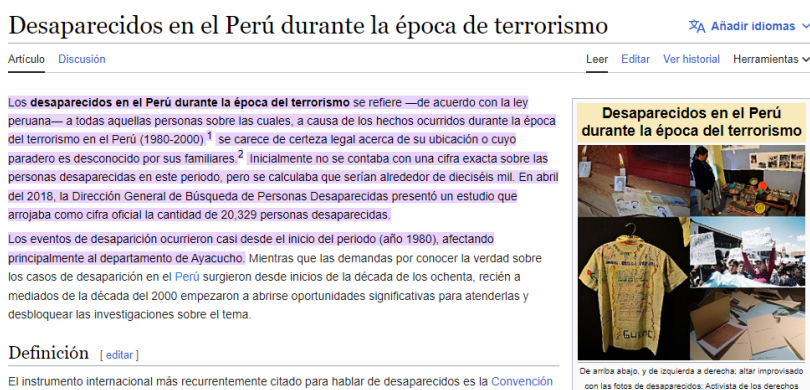 Desaparecidos en el Perú durante la época de terrorismo
Añadir idiomas
Artículo Discusión Leer Editar Ver historial Herramientas
Los desaparecidos en el Perú durante la época del terrorismo se refiere —de acuerdo con la ley
peruana— a todas aquellas personas sobre las cuales, a causa de los hechos ocurridos durante la época
del terrorismo en el Perú (1980-2000) 1 se carece de certeza legal acerca de su ubicación o cuyo
paradero es desconocido por sus familiares.2 Inicialmente no se contaba con una cifra exacta sobre las
personas desaparecidas en este periodo, pero se calculaba que serían alrededor de dieciséis mil. En abril
del 2018, la Dirección General de Búsqueda de Personas Desaparecidas presentó un estudio que
arrojaba como cifra oficial la cantidad de 20,329 personas desaparecidas.
Los eventos de desaparición ocurrieron casi desde el inicio del periodo (año 1980), afectando
principalmente al departamento de Ayacucho. Mientras que las demandas por conocer la verdad sobre
los casos de desaparición en el Perú surgieron desde inicios de la década de los ochenta, recién a
mediados de la década del 2000 empezaron a abrirse oportunidades significativas para atenderlas y
desbloquear las investigaciones sobre el tema.
Definición [ editar ]
El instrumento internacional más recurrentemente citado para hablar de desaparecidos es la Convención
Desaparecidos en el Perú
durante la época del terrorismo
De arriba abajo, y de izquierda a derecha; altar improvisado
con las fotos de desaparecidos; Activista de los derechos